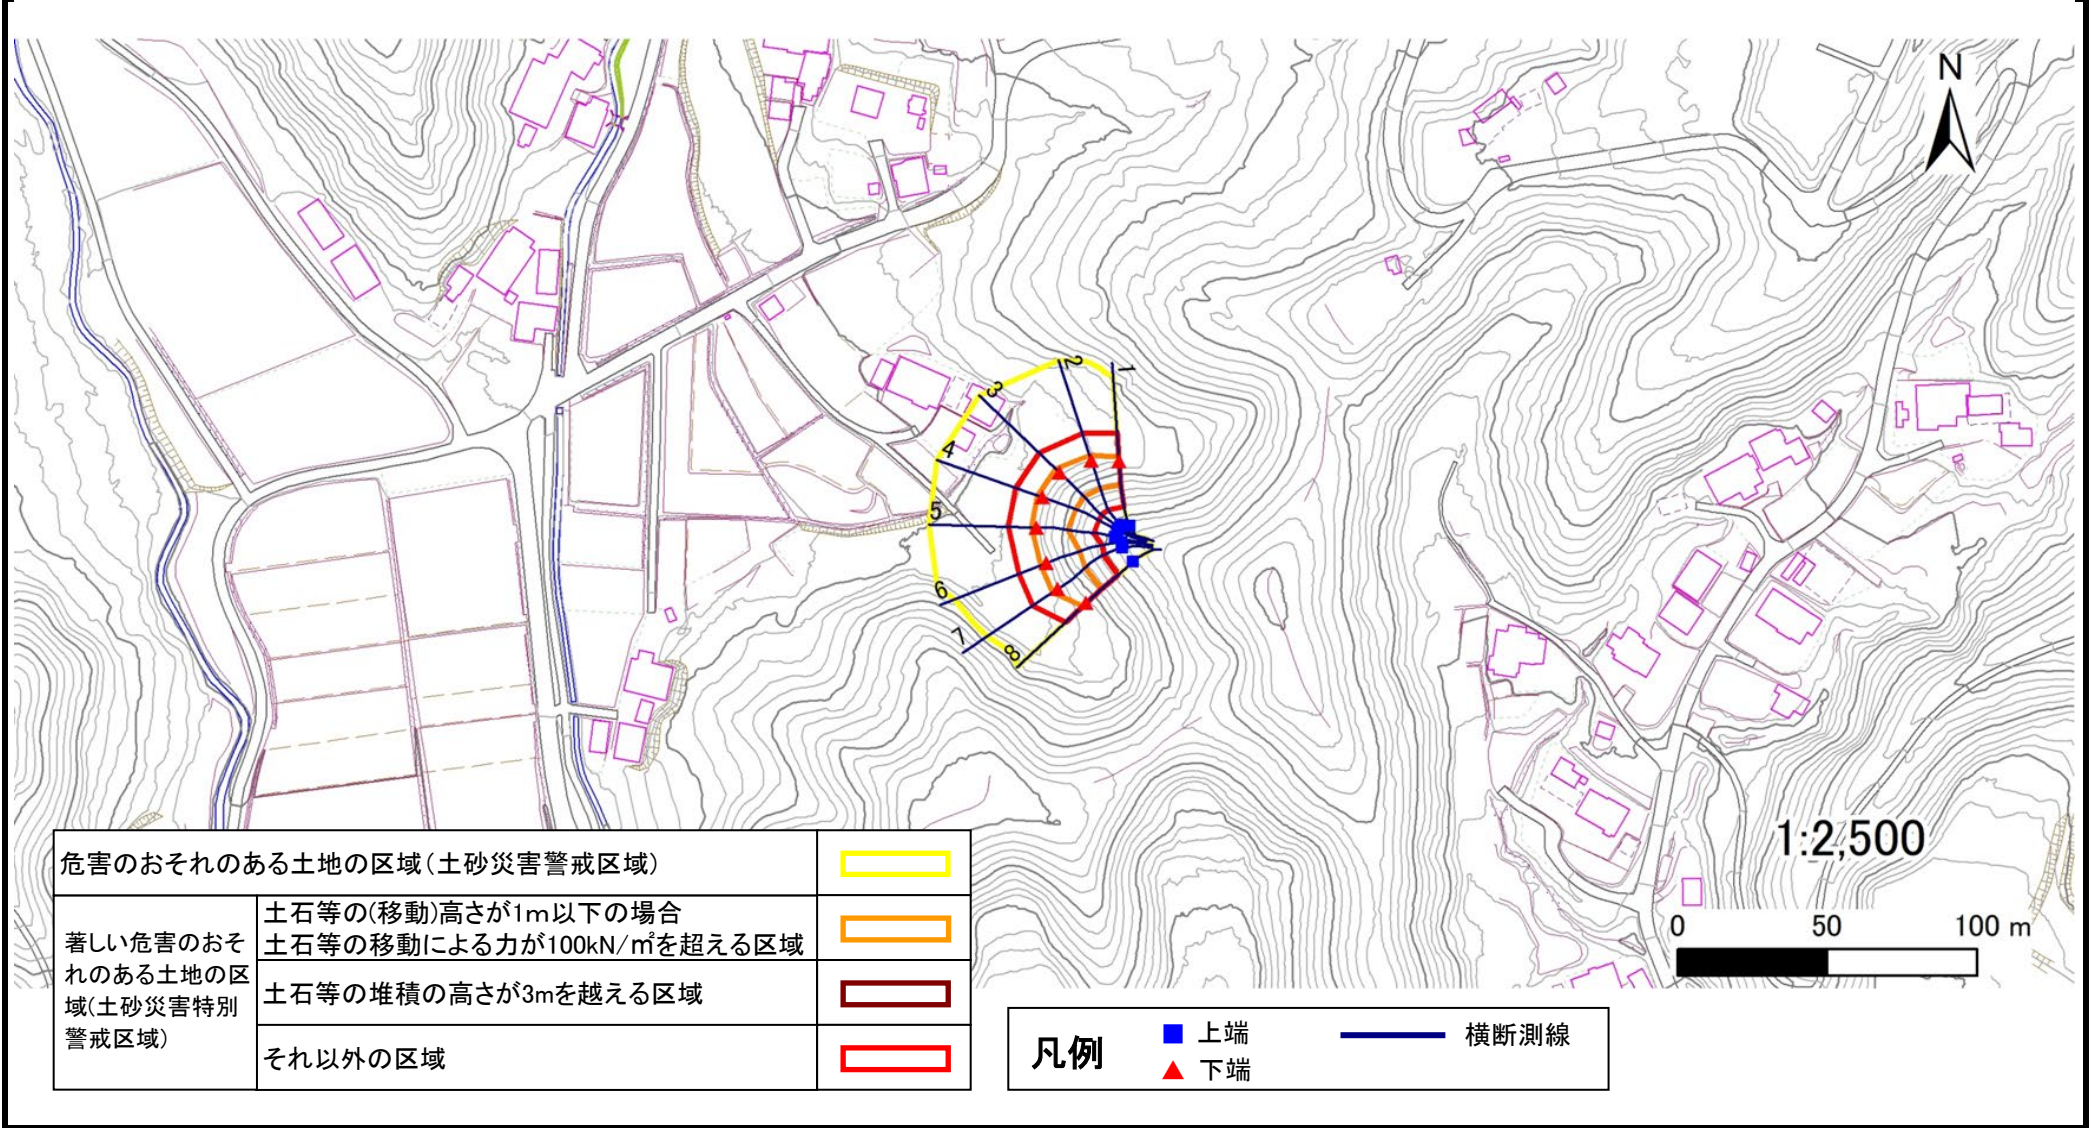 N
1
2
3
4
5
6
7
8
1:2,500
0 50 100 m
危害のおそれのある土地の区域(土砂災害警戒区域)
著しい危害のおそ
れのある土地の区
域(土砂災害特別
警戒区域)
土石等の(移動)高さが1m以下の場合
土石等の移動による力が100kN/㎡を超える区域
土石等の堆積の高さが3mを越える区域
それ以外の区域
凡例
上端
下端
横断測線